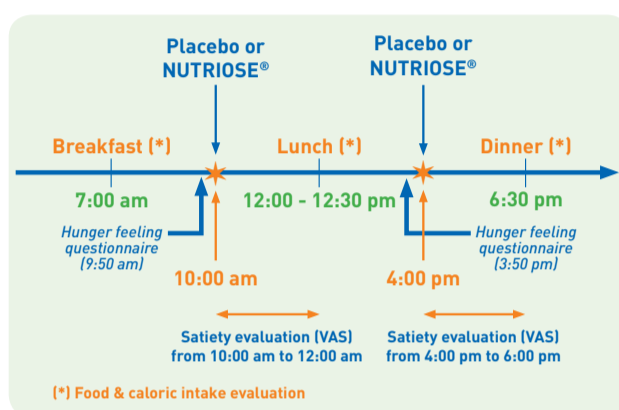 Placebo or
NUTRIOSE®
Placebo or
NUTRIOSE®
Breakfast (*)
Lunch (*)
Dinner (*)
7:00 am
12:00 - 12:30 pm
6:30 pm
Hunger feeling
questionnaire
(9:50 am)
Hunger feeling
questionnaire
(3:50 pm)
10:00 am
4:00 pm
Satiety evaluation (VAS)
from 10:00 am to 12:00 am
Satiety evaluation (VAS)
from 4:00 pm to 6:00 pm
(*) Food & caloric intake evaluation